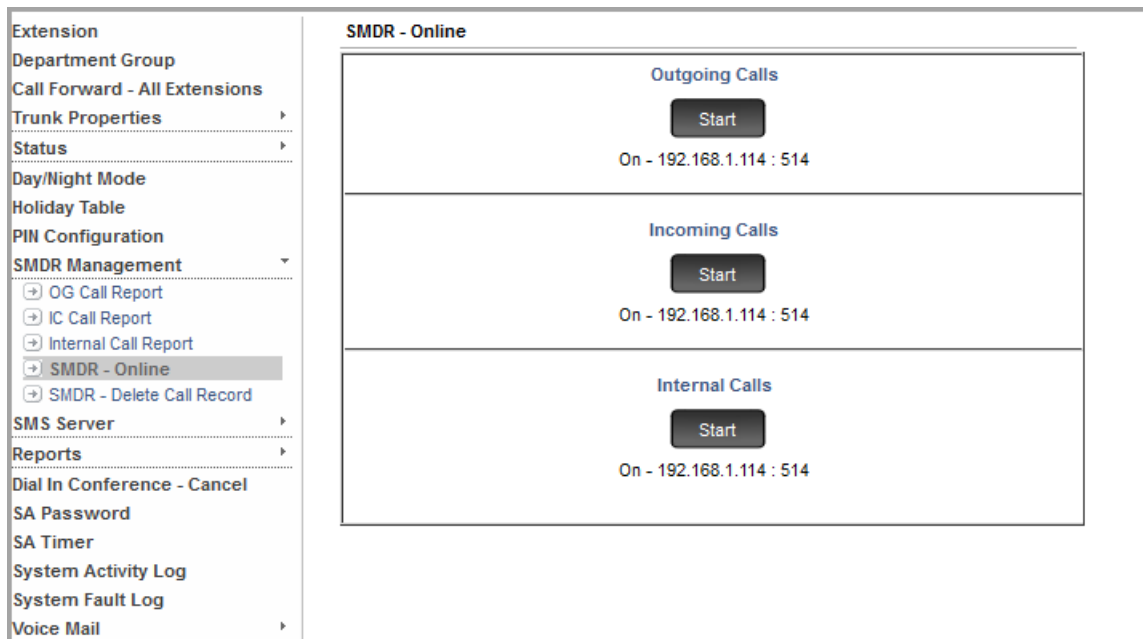 Extension
Department Group
Call Forward - All Extensions
Trunk Properties
Status
Day/Night Mode
Holiday Table
PIN Configuration
SMDR Management
OG Call Report
IC Call Report
Internal Call Report
SMDR - Online
SMDR - Delete Call Record
SMS Server
Reports
Dial In Conference - Cancel
SA Password
SA Timer
System Activity Log
System Fault Log
Voice Mail
SMDR - Online
Outgoing Calls
Start
On - 192.168.1.114 : 514
Incoming Calls
Start
On - 192.168.1.114 : 514
Internal Calls
Start
On - 192.168.1.114 : 514